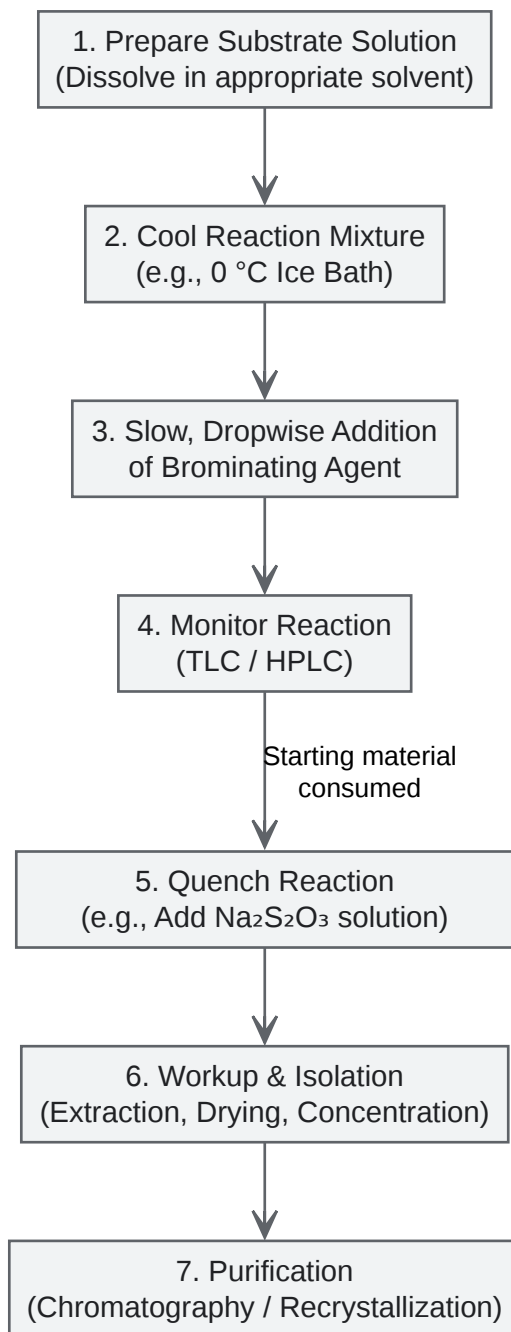 1. Prepare Substrate Solution
(Dissolve in appropriate solvent)
2. Cool Reaction Mixture
(e.g., 0 °C Ice Bath)
3. Slow, Dropwise Addition
of Brominating Agent
4. Monitor Reaction
(TLC / HPLC)
Starting material
consumed
5. Quench Reaction
(e.g., Add Na₂S₂O₃ solution)
6. Workup & Isolation
(Extraction, Drying, Concentration)
7. Purification
(Chromatography / Recrystallization)